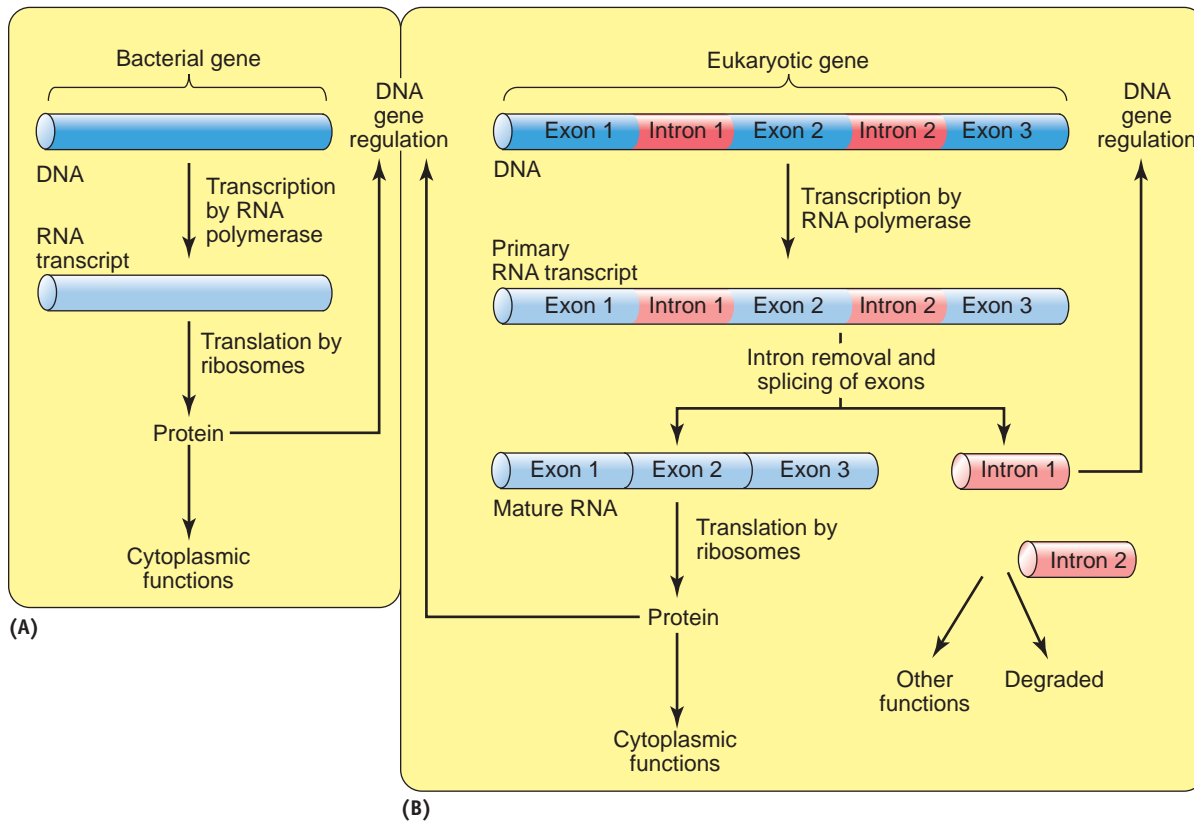 Bacterial gene
DNA
gene
regulation
DNA
Transcription
by RNA
polymerase
RNA
transcript
Translation by
ribosomes
Protein
Cytoplasmic
functions
(A)
Eukaryotic gene
DNA
gene
regulation
Exon 1 Intron 1 Exon 2 Intron 2 Exon 3
DNA
Transcription by
RNA polymerase
Primary
RNA transcript
Exon 1 Intron 1 Exon 2 Intron 2 Exon 3
Intron removal and
splicing of exons
Exon 1 Exon 2 Exon 3
Intron 1
Mature RNA
Translation by
ribosomes
Intron 2
Protein
Other
functions
Degraded
Cytoplasmic
functions
(B)